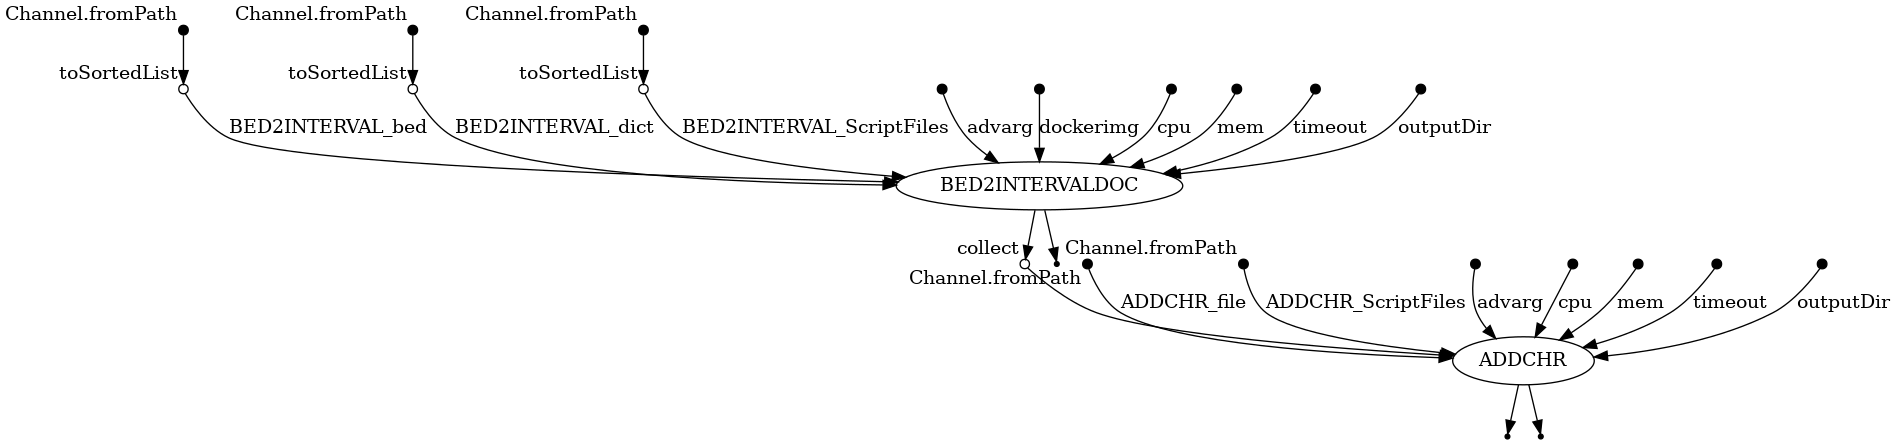 Channel.fromPath
Channel.fromPath
Channel.fromPath
toSortedList
toSortedList
toSortedList
BED2INTERVAL_bed
BED2INTERVAL_dict
BED2INTERVAL_ScriptFiles
advarg
dockerimg
cpu
mem
timeout
outputDir
BED2INTERVALDOC
collect
Channel.fromPath
Channel.fromPath
ADDCHR_file
ADDCHR_ScriptFiles
advarg
cpu
mem
timeout
outputDir
ADDCHR